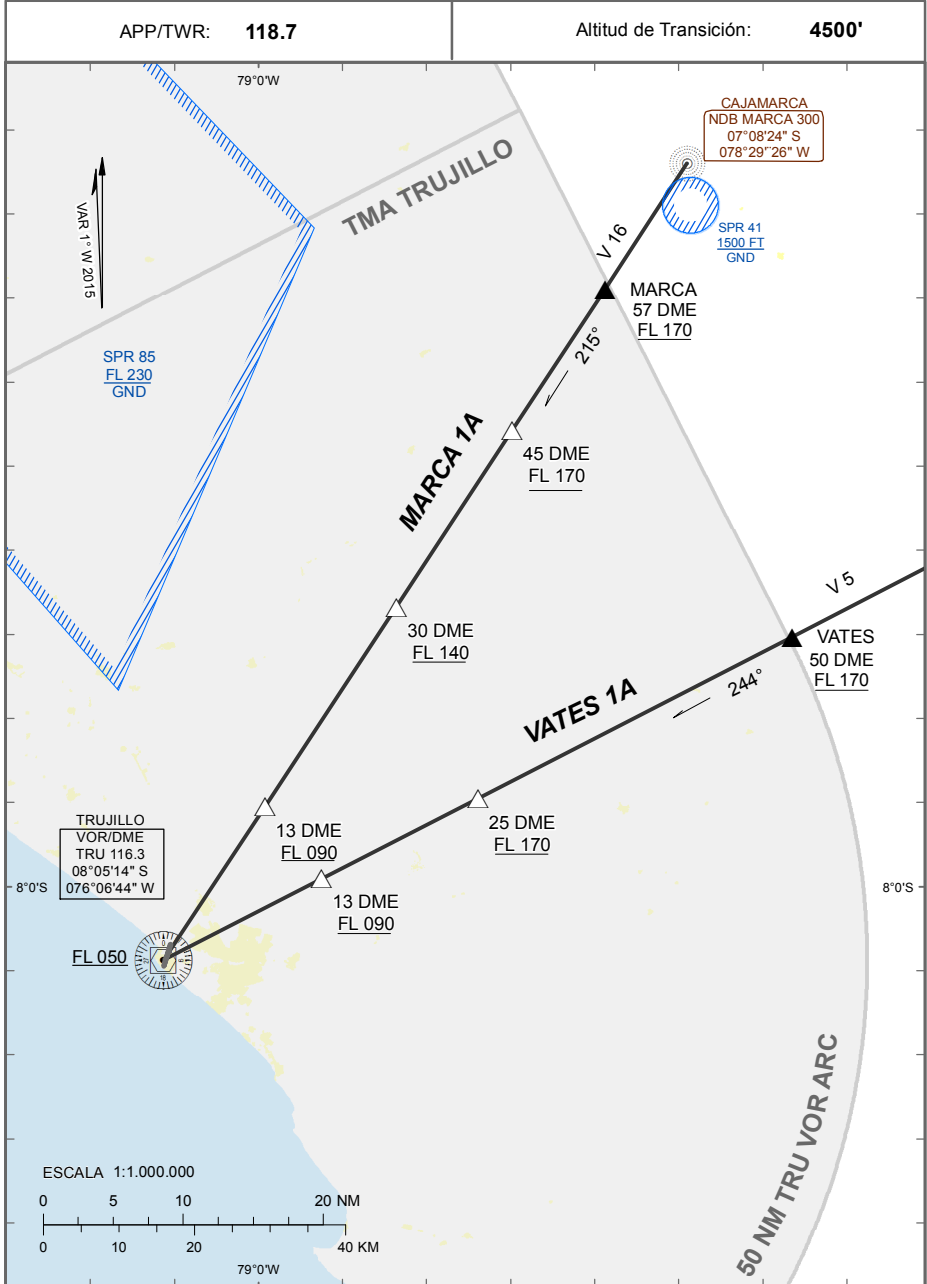 APP/TWR: 118.7
Altitud de Transición: 4500'
79°0'W
CAJAMARCA
NDB MARCA 300
07°08'24" S
078°29'26" W
TMA TRUJILLO
VAR 1° W 2015
SPR 41
1500 FT
GND
V 16
MARCA
57 DME
FL 170
215°
SPR 85
FL 230
GND
MARCA 1A
45 DME
FL 170
V 5
30 DME
FL 140
VATES
50 DME
FL 170
244°
VATES 1A
TRUJILLO
VOR/DME
TRU 116.3
08°05'14" S
076°06'44" W
13 DME
FL 090
25 DME
FL 170
8°0'S
8°0'S
13 DME
FL 090
FL 050
0
18
50 NM TRU VOR ARC
ESCALA 1:1.000.000
0 5 10 20 NM
0 10 20 40 KM
79°0'W